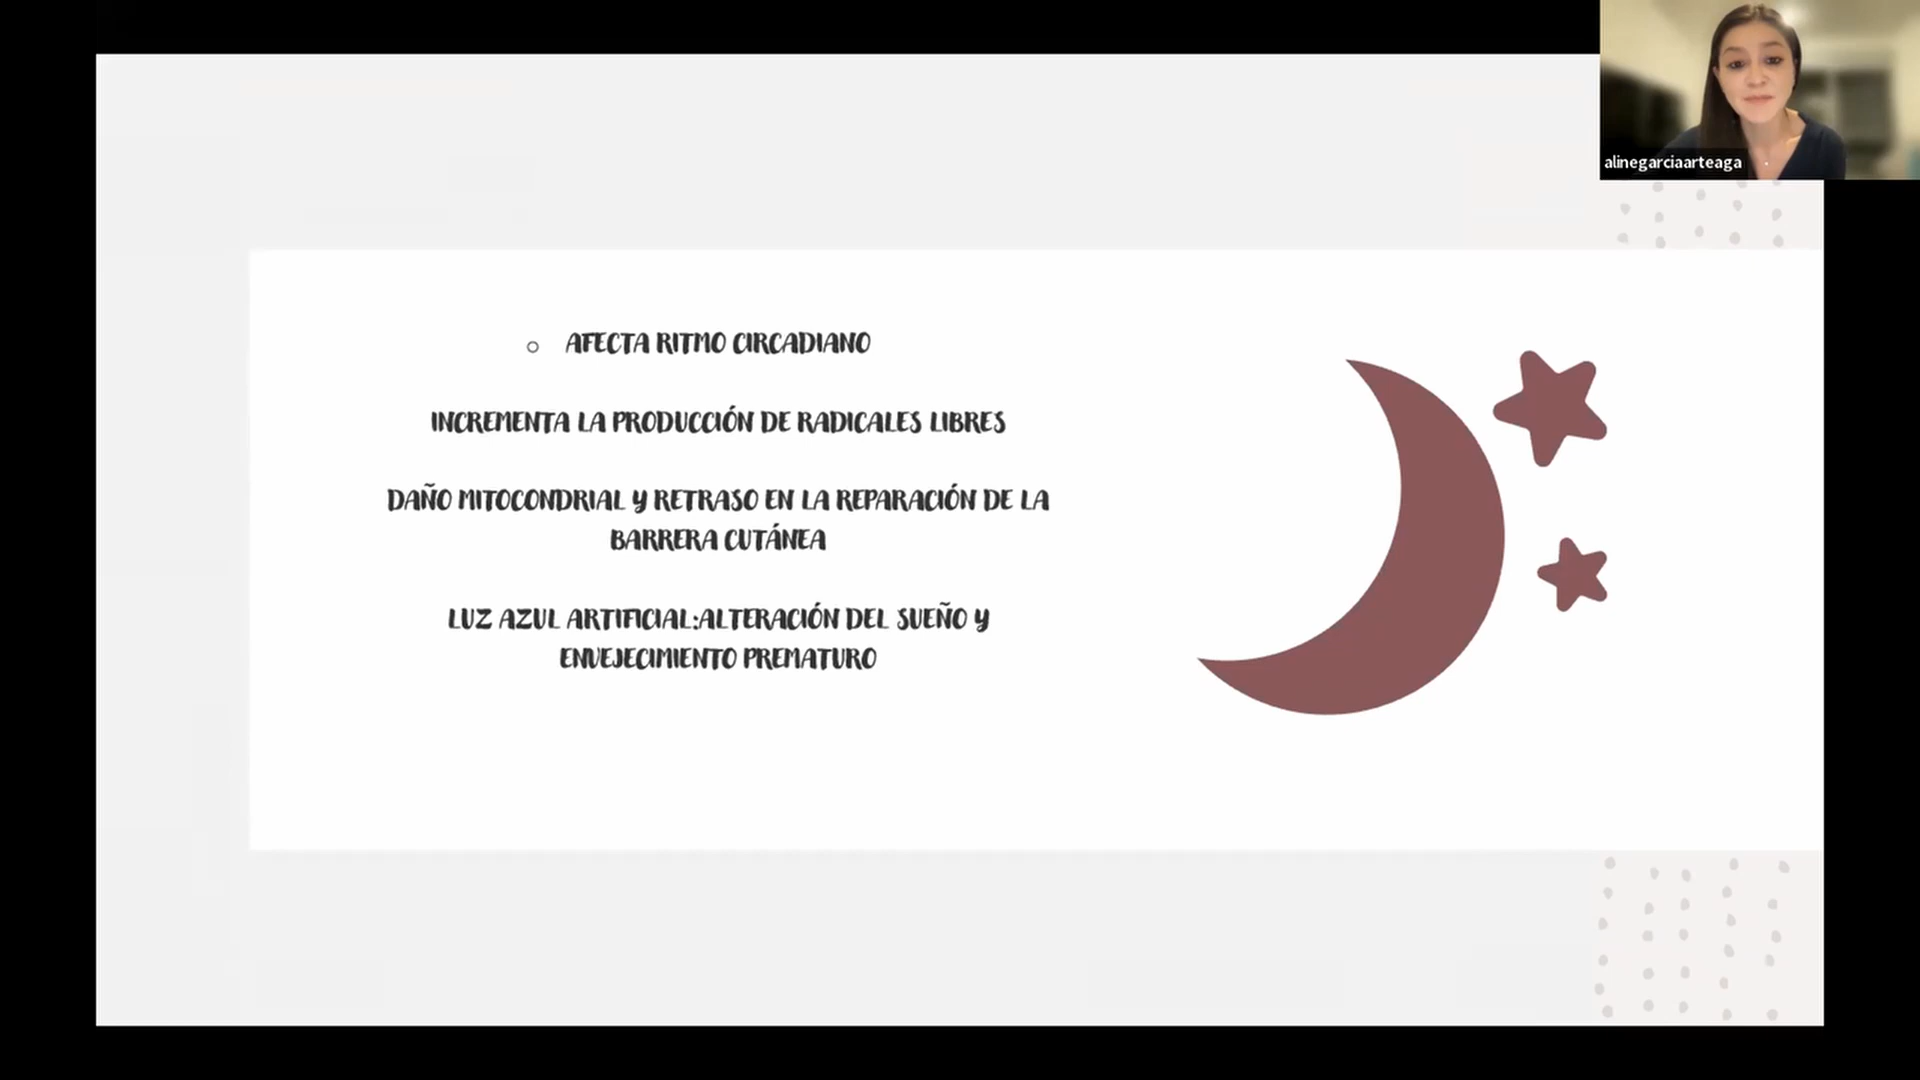 alinegarciaarteaga
AFECTA RITMO CIRCADIANO
INCREMENTA LA PRODUCCIÓN DE RADICALES LIBRES
DAÑO MITOCONDRIAL Y RETRASO EN LA REPARACIÓN DE LA
BARRERA CUTÁNEA
LUZ AZUL ARTIFICIAL:ALTERACIÓN DEL SUEÑO Y
ENVEJECIMIENTO PREMATURO